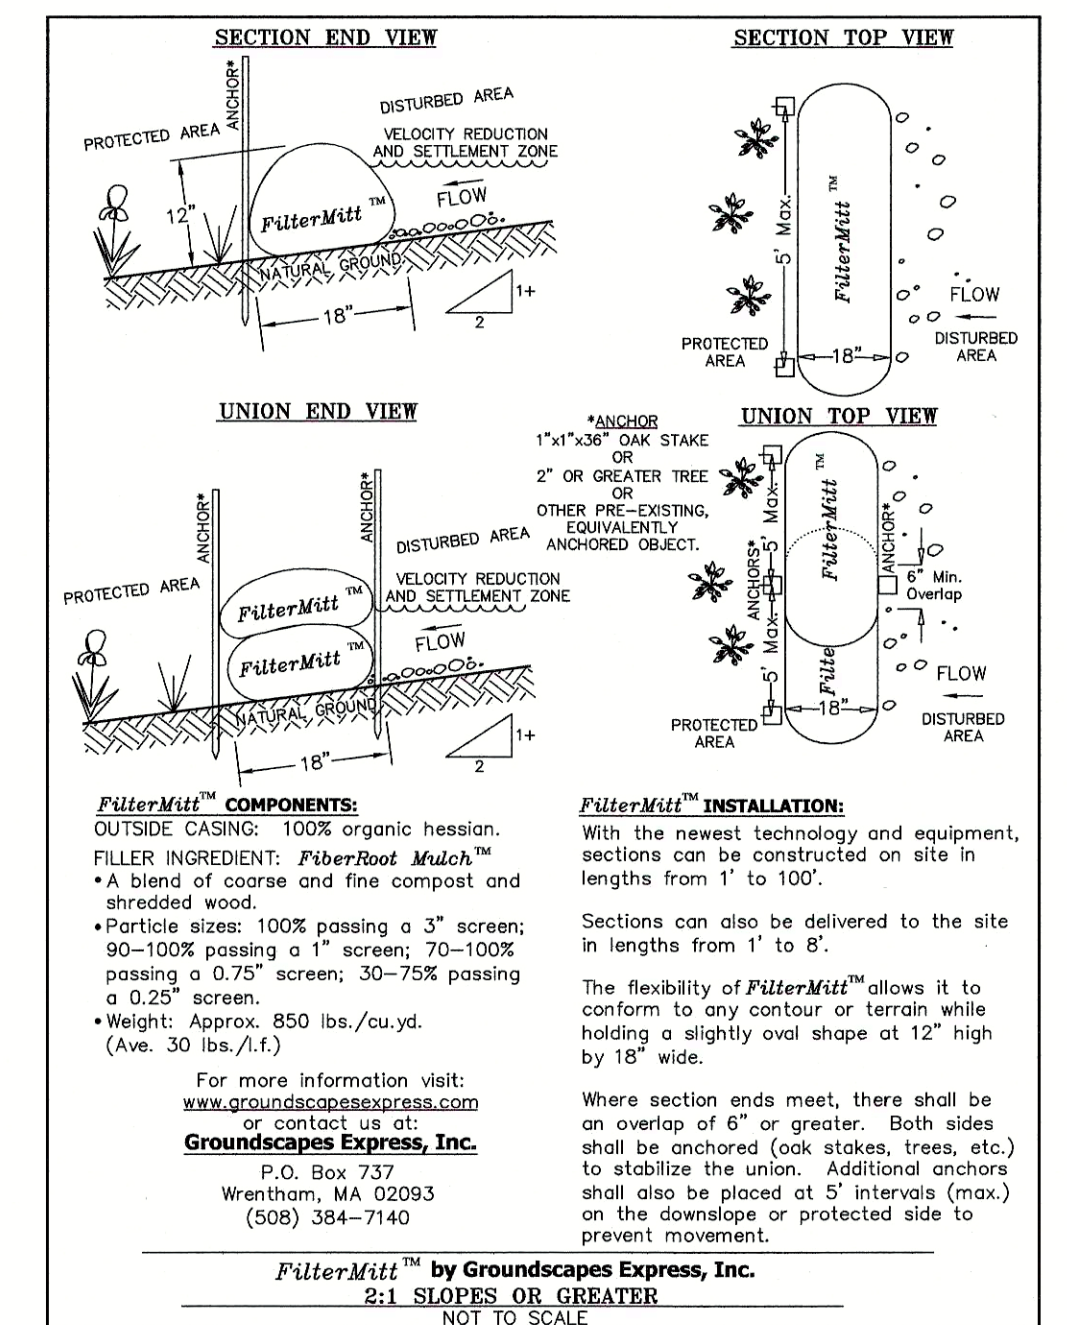 SECTION END VIEW
ANCHOR*
PROTECTED AREA
DISTURBED AREA
VELOCITY REDUCTION
AND SETTLEMENT ZONE
FLOW
12"
FilterMitt™
NATURAL GROUND
18"
1+
2
SECTION TOP VIEW
5' Max.
FilterMitt™
FLOW
PROTECTED
AREA
18"
DISTURBED
AREA
UNION END VIEW
ANCHOR*
ANCHOR*
PROTECTED AREA
DISTURBED AREA
VELOCITY REDUCTION
AND SETTLEMENT ZONE
FilterMitt™
FilterMitt™
FLOW
NATURAL GROUND
18"
1+
2
*ANCHOR
1"x1"x36" OAK STAKE
OR
2" OR GREATER TREE
OR
OTHER PRE-EXISTING,
EQUIVALENTLY
ANCHORED OBJECT.
UNION TOP VIEW
5' Max.
FilterMitt™
ANCHOR*
ANCHORS*
6" Min.
Overlap
5' Max.
Filte
FLOW
18"
PROTECTED
AREA
DISTURBED
AREA
FilterMitt™ COMPONENTS:
OUTSIDE CASING: 100% organic hessian.
FILLER INGREDIENT: FiberRoot Mulch™
•A blend of coarse and fine compost and
shredded wood.
•Particle sizes: 100% passing a 3" screen;
90-100% passing a 1" screen; 70-100%
passing a 0.75" screen; 30-75% passing
a 0.25" screen.
•Weight: Approx. 850 lbs./cu.yd.
(Ave. 30 lbs./l.f.)
For more information visit:
www.groundscapesexpress.com
or contact us at:
Groundscapes Express, Inc.
P.O. Box 737
Wrentham, MA 02093
(508) 384-7140
FilterMitt™ INSTALLATION:
With the newest technology and equipment,
sections can be constructed on site in
lengths from 1' to 100'.
Sections can also be delivered to the site
in lengths from 1' to 8'.
The flexibility of FilterMitt™ allows it to
conform to any contour or terrain while
holding a slightly oval shape at 12" high
by 18" wide.
Where section ends meet, there shall be
an overlap of 6" or greater. Both sides
shall be anchored (oak stakes, trees, etc.)
to stabilize the union. Additional anchors
shall also be placed at 5' intervals (max.)
on the downslope or protected side to
prevent movement.
FilterMitt™ by Groundscapes Express, Inc.
2:1 SLOPES OR GREATER
NOT TO SCALE